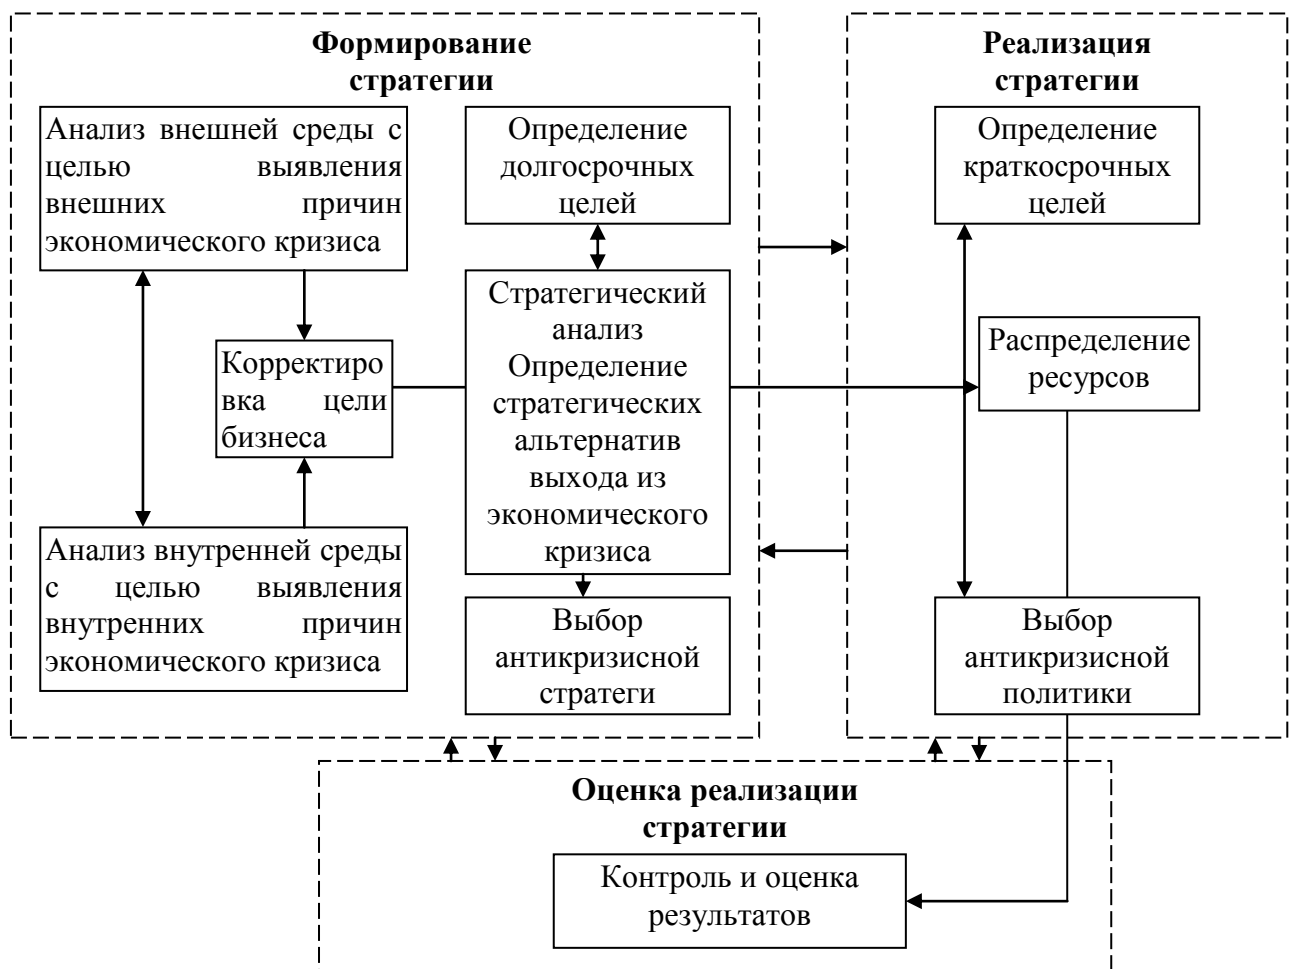 Формирование
стратегии
Анализ внешней среды с
целью выявления
внешних причин
экономического кризиса
Корректиро
вка цели
бизнеса
Анализ внутренней среды
с целью выявления
внутренних причин
экономического кризиса
Определение
долгосрочных
целей
Стратегический
анализ
Определение
стратегических
альтернатив
выхода из
экономического
кризиса
Выбор
антикризисной
стратеги
Реализация
стратегии
Определение
краткосрочных
целей
Распределение
ресурсов
Выбор
антикризисной
политики
Оценка реализации
стратегии
Контроль и оценка
результатов